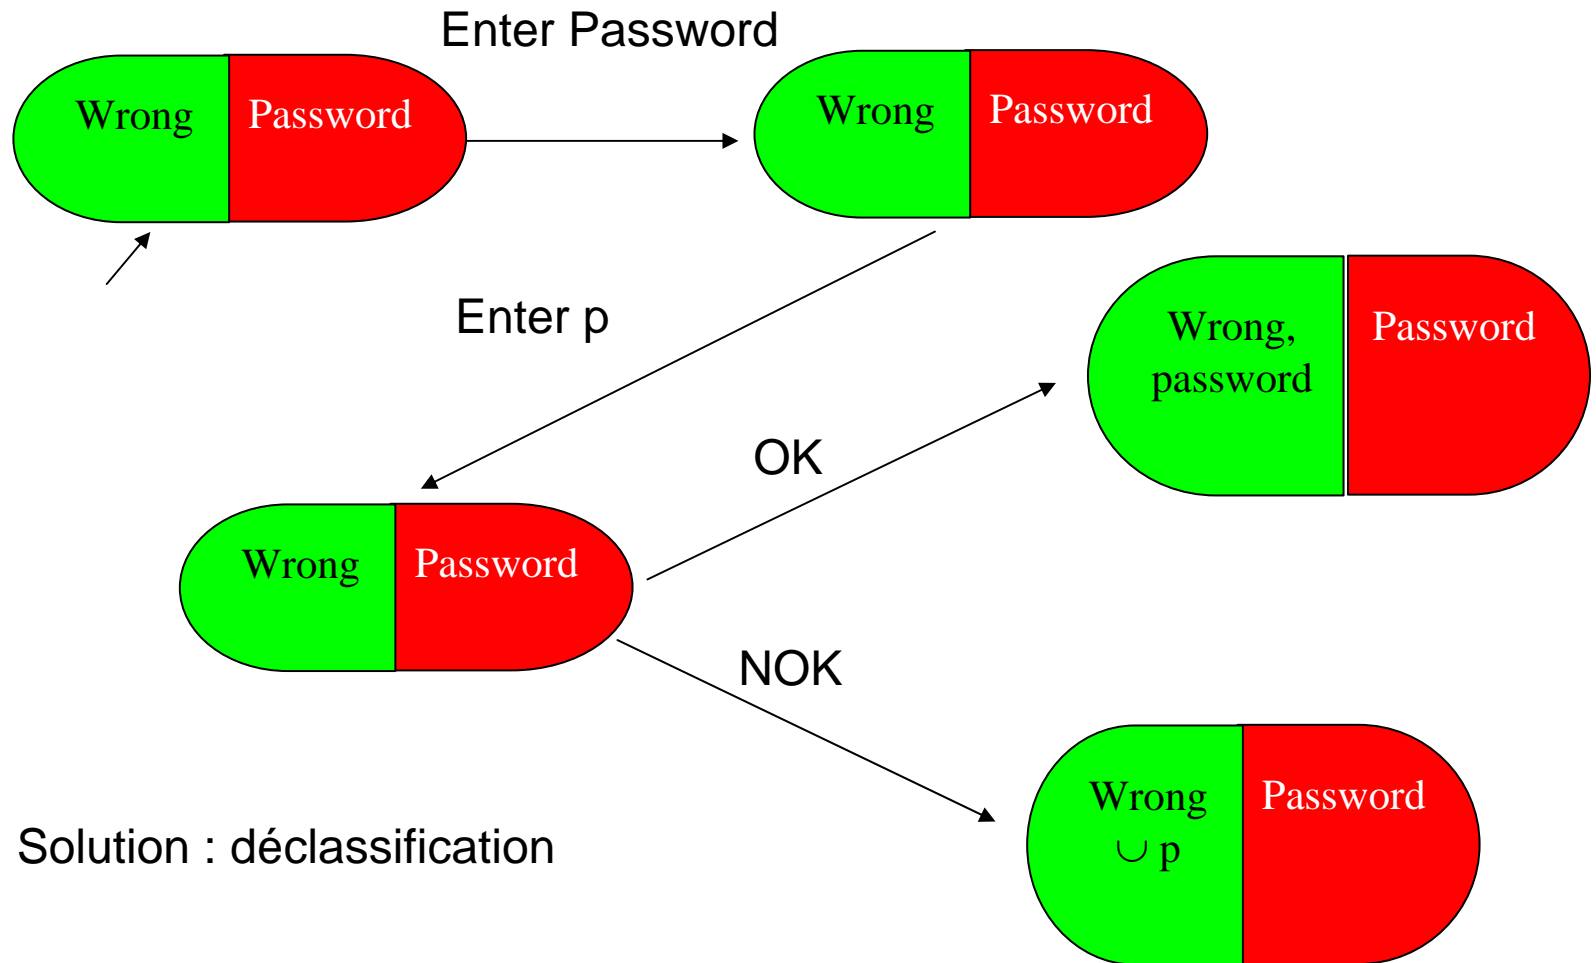 Enter Password
Wrong Password
Wrong Password
Enter p
Wrong,
password
Password
OK
Wrong Password
NOK
Wrong
∪ p
Password
Solution : déclassification